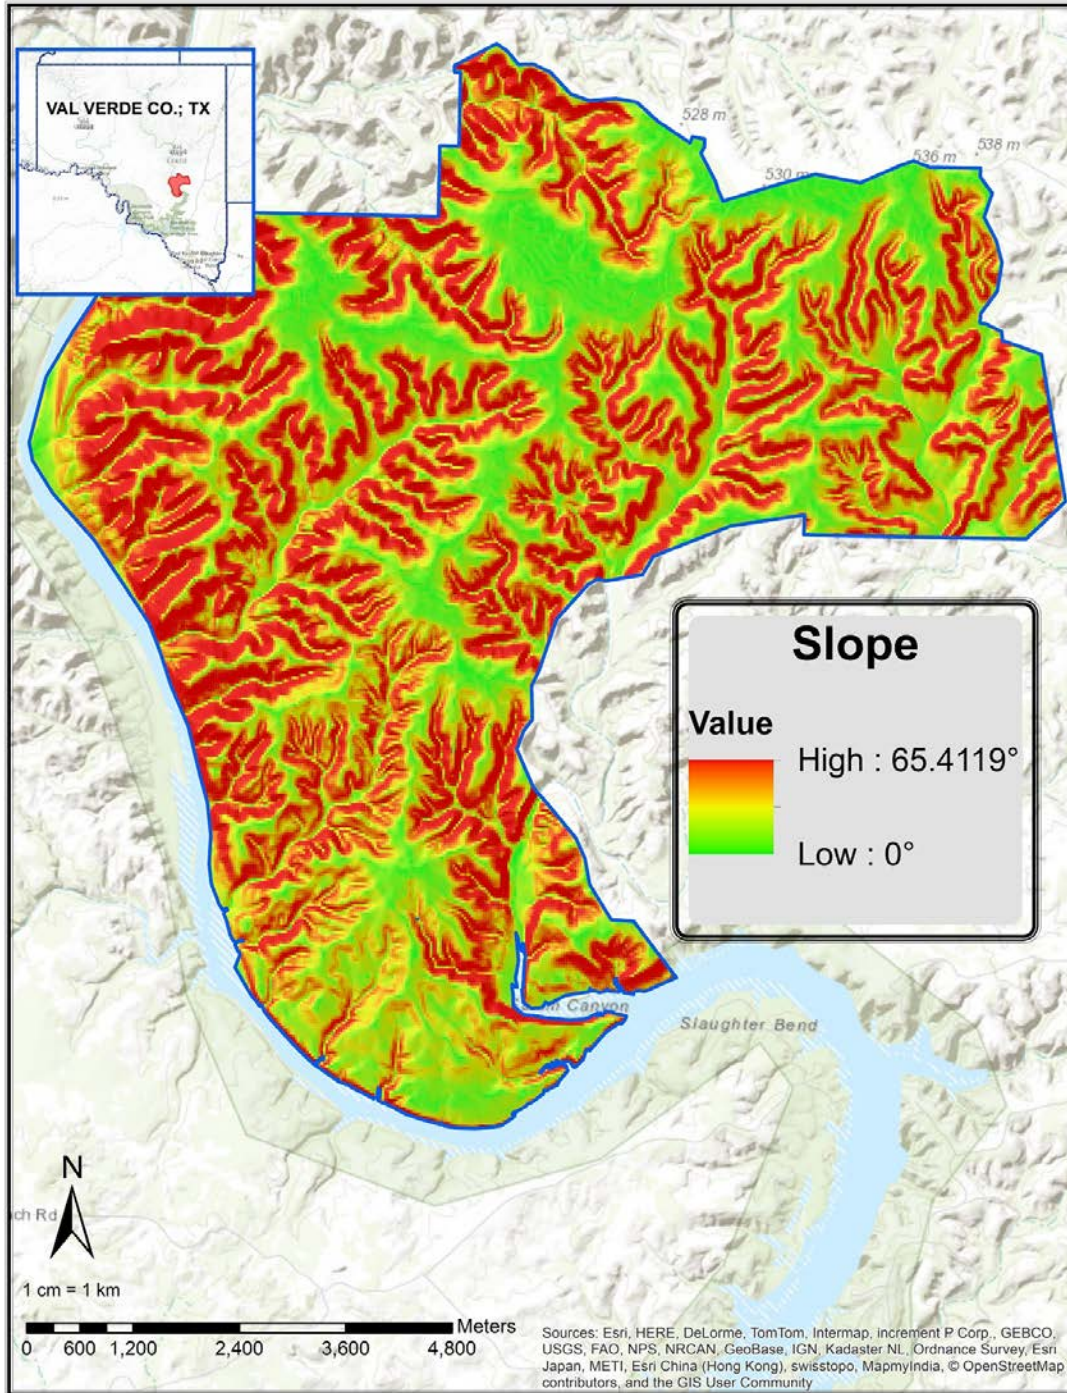 VAL VERDE CO.; TX
528 m
538 m
536 m
530 m
Slope
Value
High : 65.4119°
Low : 0°
Canyon
Slaughter Bend
N
ch Rd
1 cm = 1 km
Meters
0 600 1,200 2,400 3,600 4,800
Sources: Esri, HERE, DeLorme, TomTom, Intermap, increment P Corp., GEBCO,
USGS, FAO, NPS, NRCAN, GeoBase, IGN, Kadaster NL, Ordnance Survey, Esri
Japan, METI, Esri China (Hong Kong), swisstopo, MapmyIndia, © OpenStreetMap
contributors, and the GIS User Community